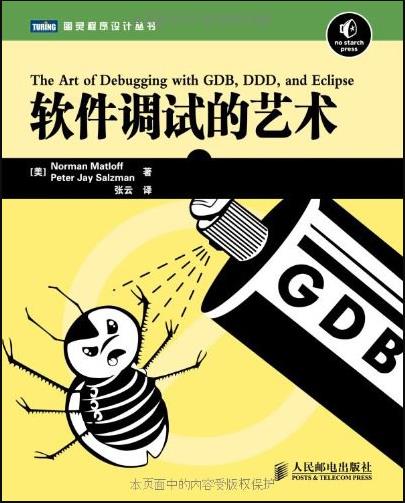 TURING 图灵程序设计丛书
no starch
press
The Art of Debugging with GDB, DDD, and Eclipse
软件调试的艺术
[美] Norman Matloff 著
Peter Jay Salzman
张云 译
GDB
人民邮电出版社
POSTS & TELECOM PRESS
本页面中的内容受版权保护